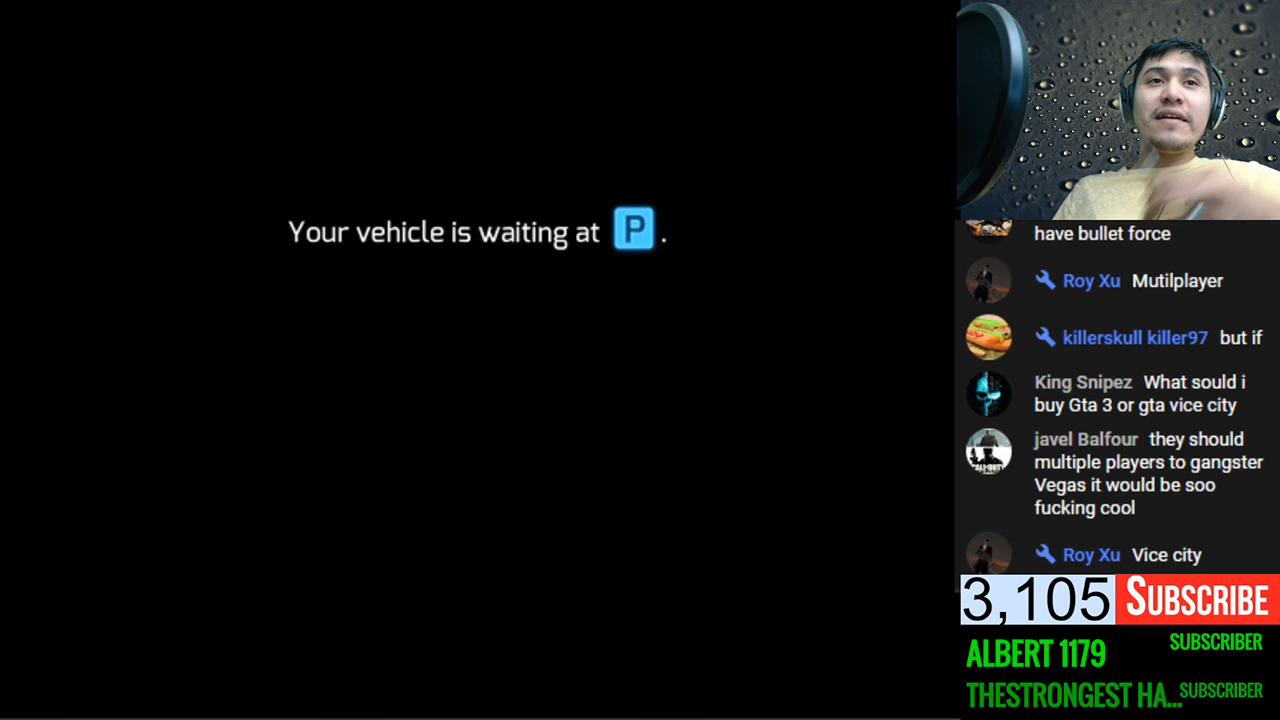 Your vehicle is waiting at P.
have bullet force
Roy Xu Mutilplayer
killerskull killer97 but if
King Snipez What sould i
buy Gta 3 or gta vice city
javel Balfour they should
multiple players to gangster
Vegas it would be soo
fucking cool
Roy Xu Vice city
3,105 SUBSCRIBE
ALBERT 1179 SUBSCRIBER
THESTRONGEST HA... SUBSCRIBER